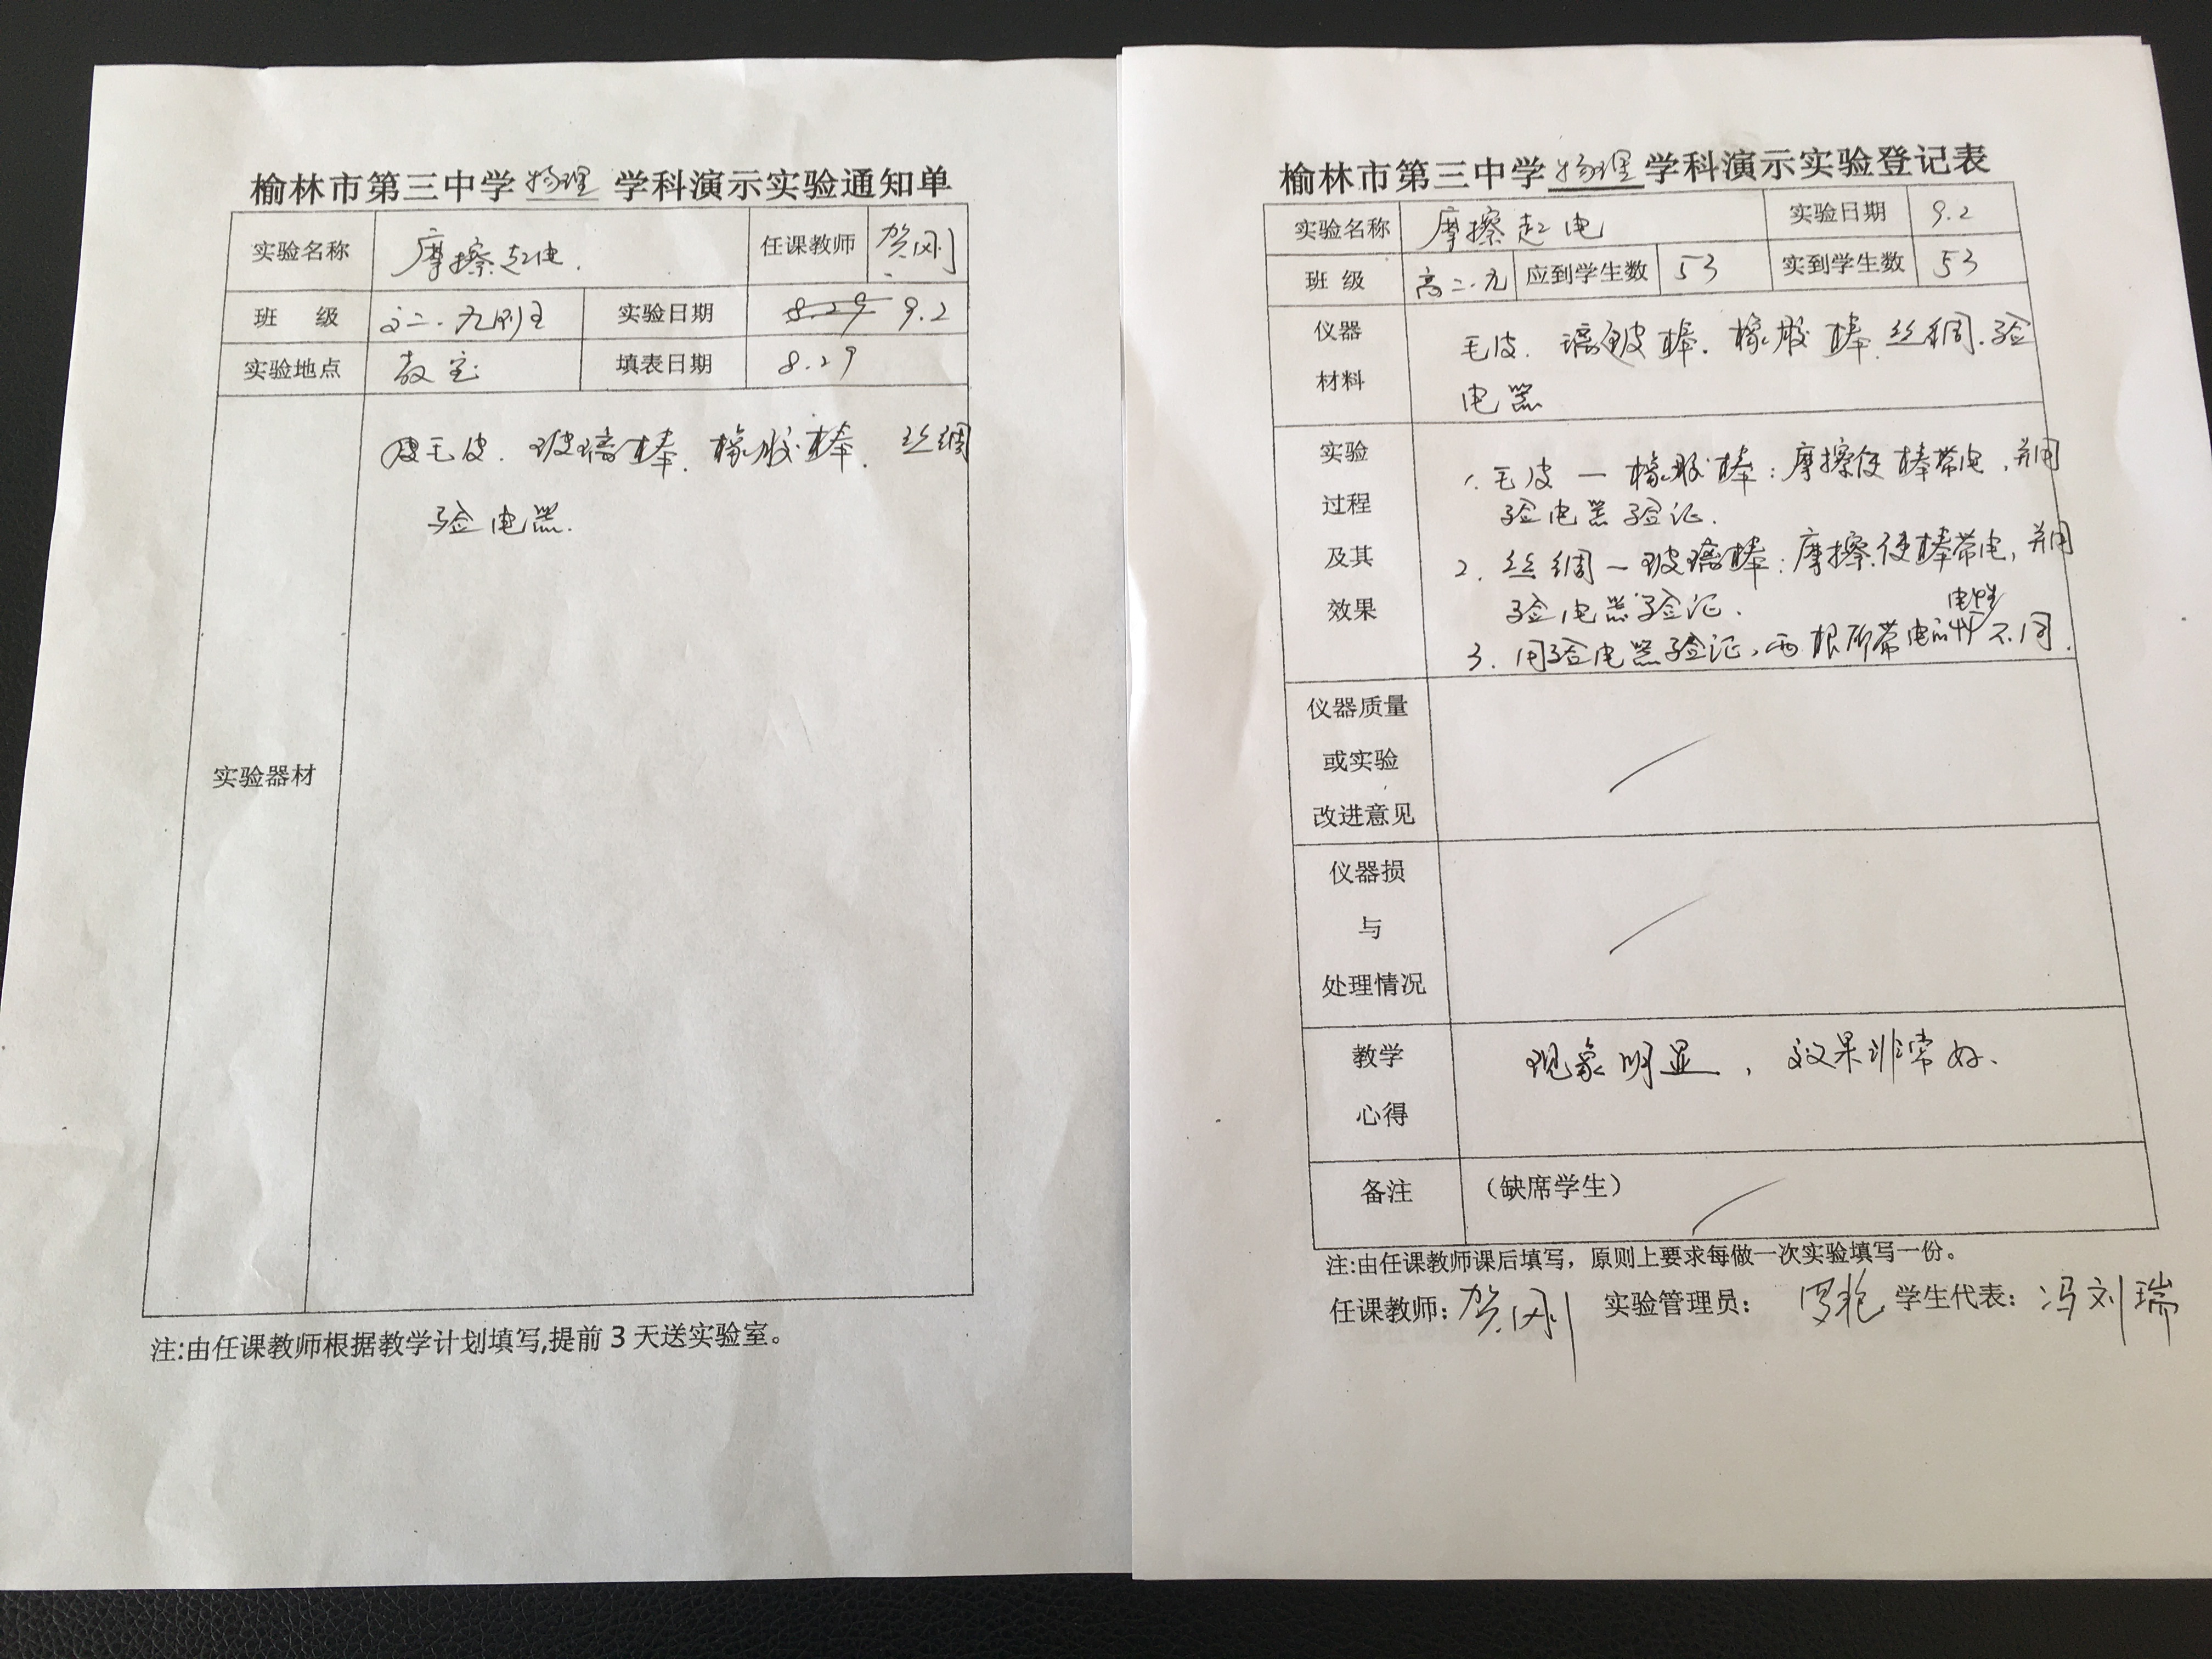 榆林市第三中学 物理 学科演示实验通知单
实验名称 摩擦起电. 任课教师 贺刚
班 级 实验日期 8.29 9.2
实验地点 教室 填表日期 8.29
实验器材
毛皮. 玻璃棒. 橡胶棒. 丝绸
验电器.
注:由任课教师根据教学计划填写,提前3天送实验室。
榆林市第三中学 物理 学科演示实验登记表
实验名称 摩擦起电 实验日期 9.2
班 级 高二.九 应到学生数 53 实到学生数 53
仪器
材料
毛皮. 璃玻棒. 橡胶棒. 丝绸. 验
电器
实验
过程
及其
效果
1. 毛皮一橡胶棒:摩擦使棒带电,并用
验电器验证.
2. 丝绸一玻璃棒:摩擦使棒带电,并用
验电器验证.
3. 用验电器验证,两根所带电荷电性不同.
仪器质量
或实验
改进意见
仪器损
与
处理情况
教学
心得
现象明显,效果非常好.
备注 (缺席学生)
注:由任课教师课后填写,原则上要求每做一次实验填写一份。
任课教师:贺刚 实验管理员: 学生代表:冯刘瑞